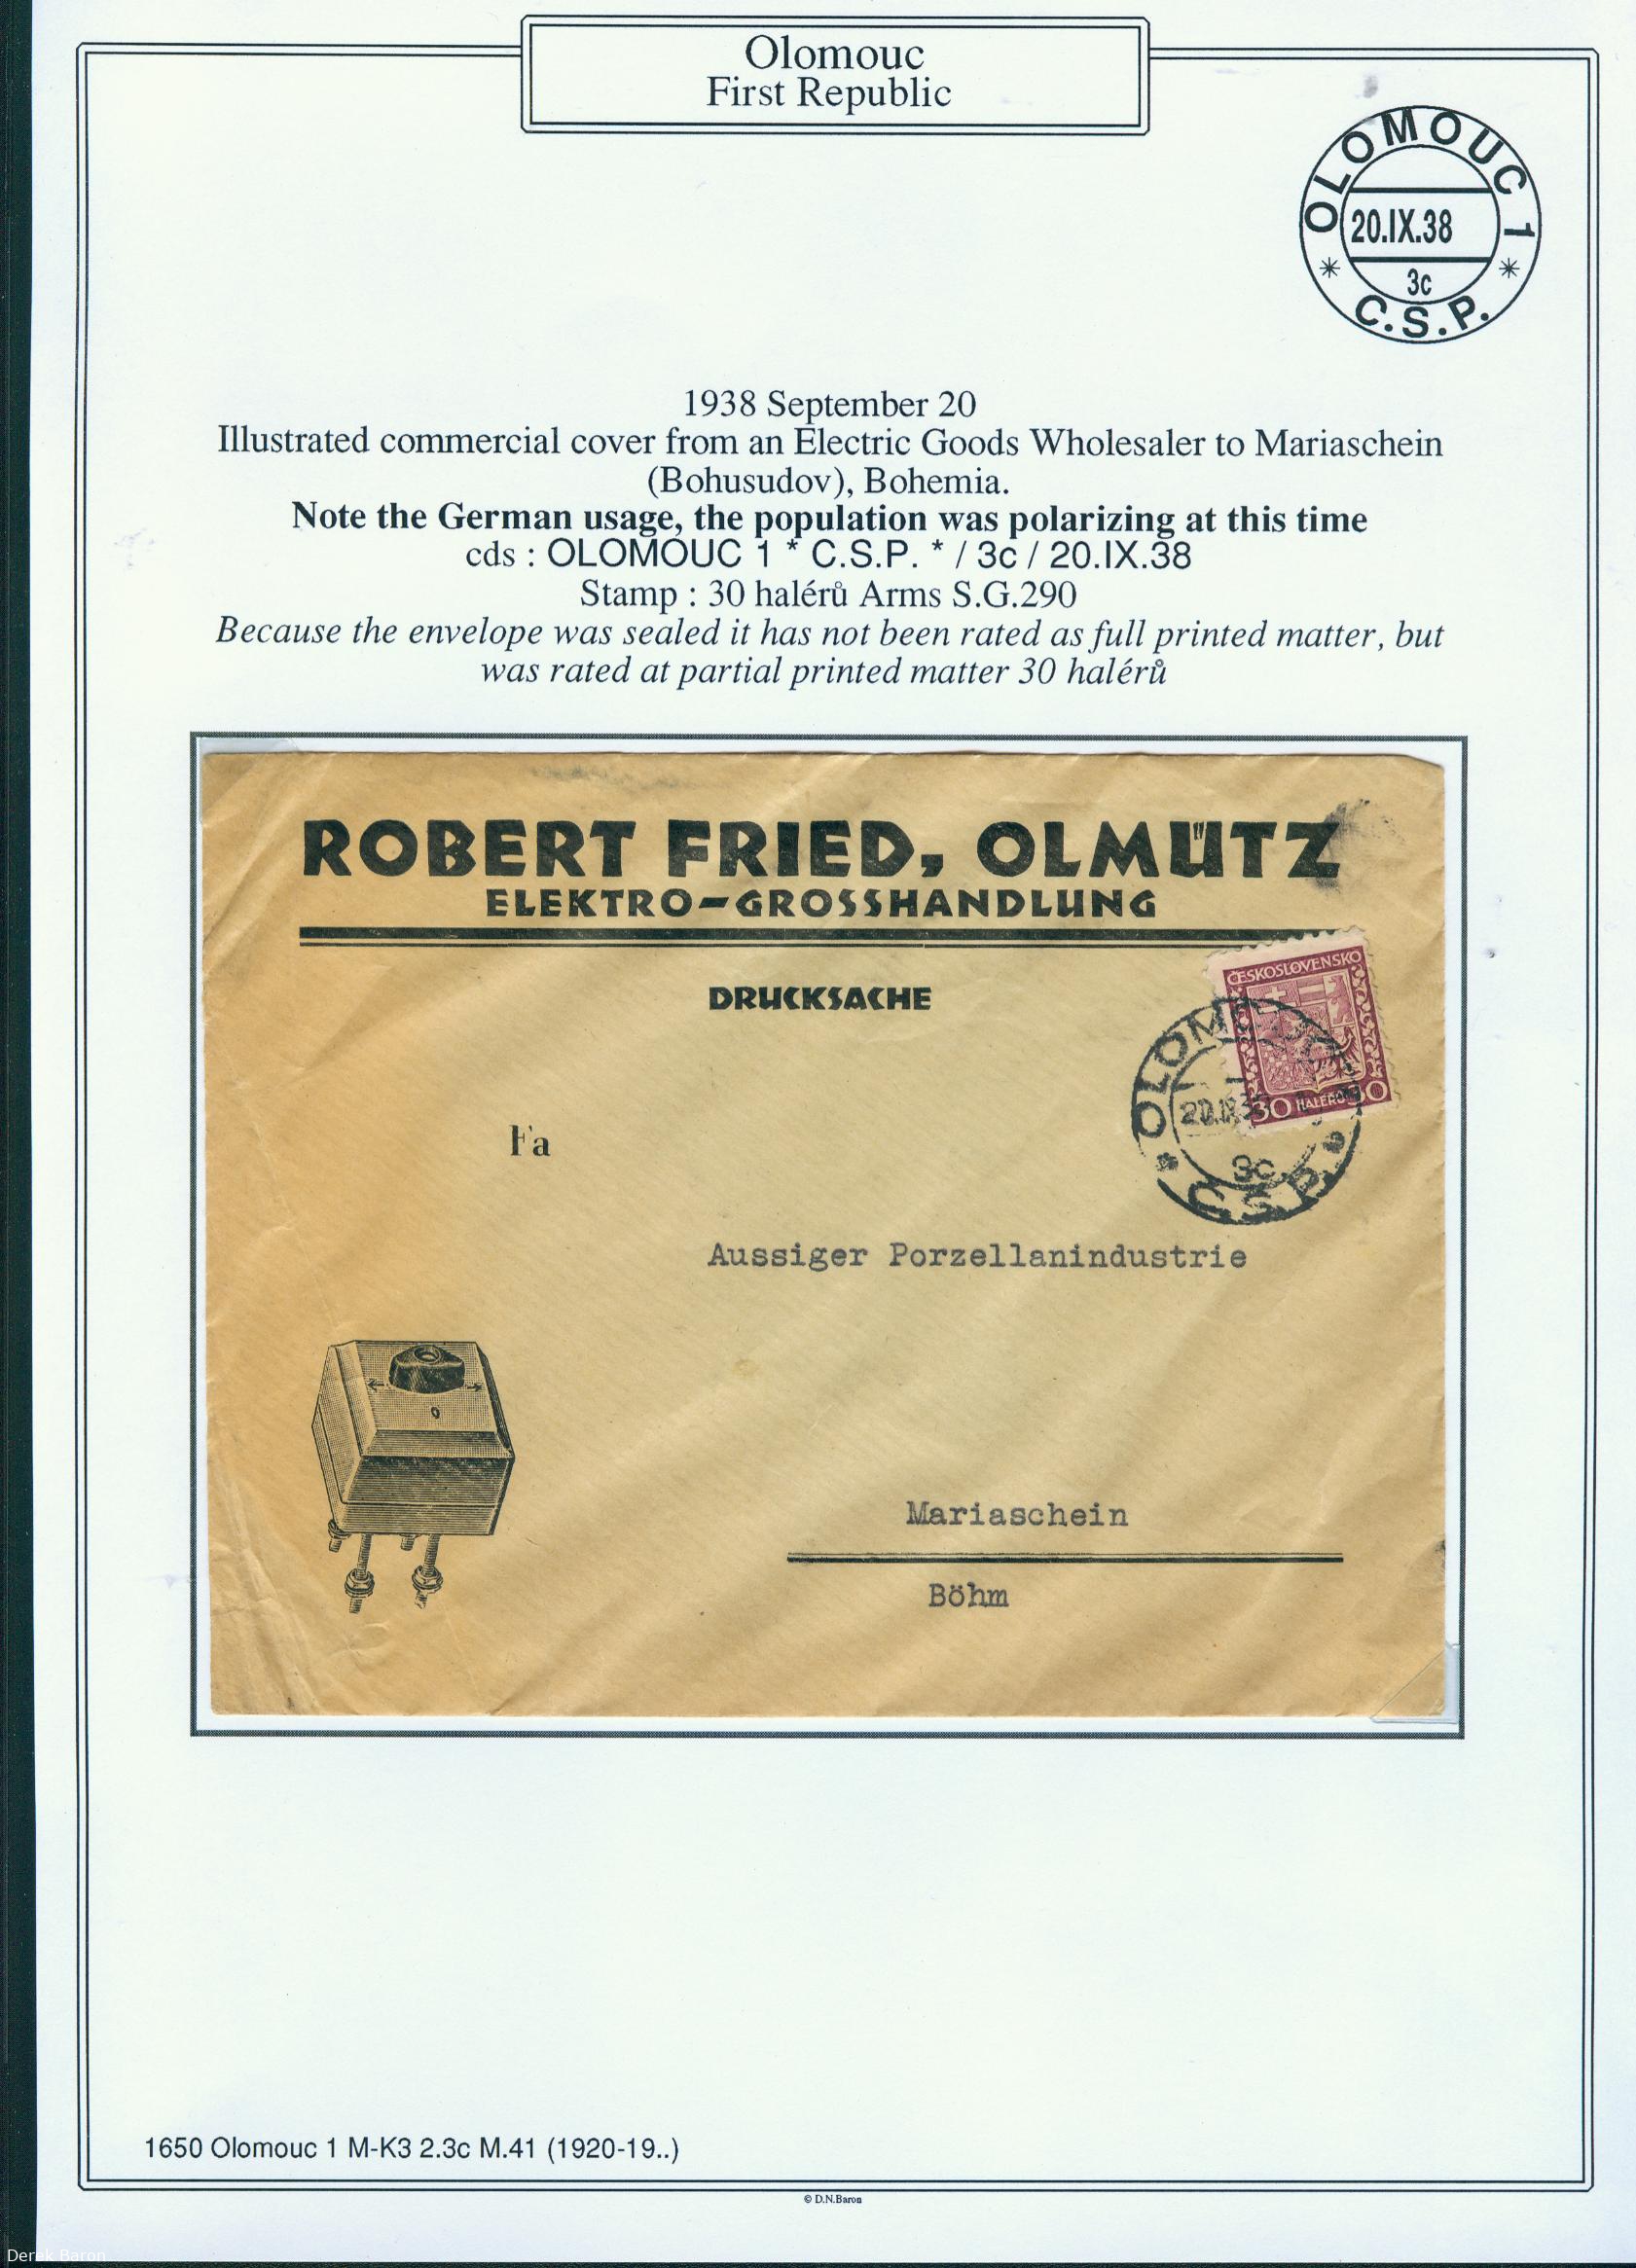 Olomouc
First Republic
OLOMOUC 1
20.IX.38
3c
* C.S.P. *
1938 September 20
Illustrated commercial cover from an Electric Goods Wholesaler to Mariaschein
(Bohusudov), Bohemia.
Note the German usage, the population was polarizing at this time
cds : OLOMOUC 1 * C.S.P. * / 3c / 20.IX.38
Stamp : 30 halérů Arms S.G.290
Because the envelope was sealed it has not been rated as full printed matter, but
was rated at partial printed matter 30 halérů
ROBERT FRIED, OLMÜTZ
ELEKTRO-GROSSHANDLUNG
DRUCKSACHE
ČESKOSLOVENSKO
30 HALÉŘŮ 30
3c
* C.S.P. *
Fa
Aussiger Porzellanindustrie
0
Mariaschein
Böhm
1650 Olomouc 1 M-K3 2.3c M.41 (1920-19..)
© D.N.Baron
Derek Baron